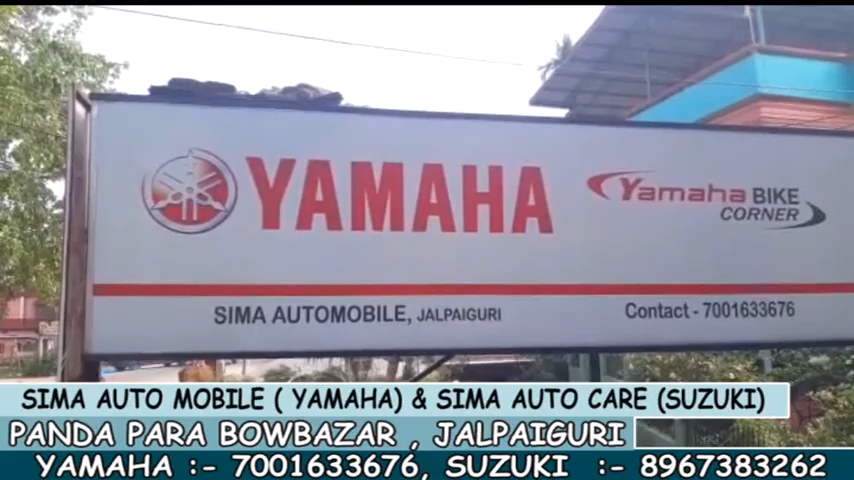 YAMAHA
Yamaha BIKE
CORNER
SIMA AUTOMOBILE, JALPAIGURI
Contact - 7001633676
SIMA AUTO MOBILE ( YAMAHA) & SIMA AUTO CARE (SUZUKI)
PANDA PARA BOWBAZAR , JALPAIGURI
YAMAHA :- 7001633676, SUZUKI :- 8967383262